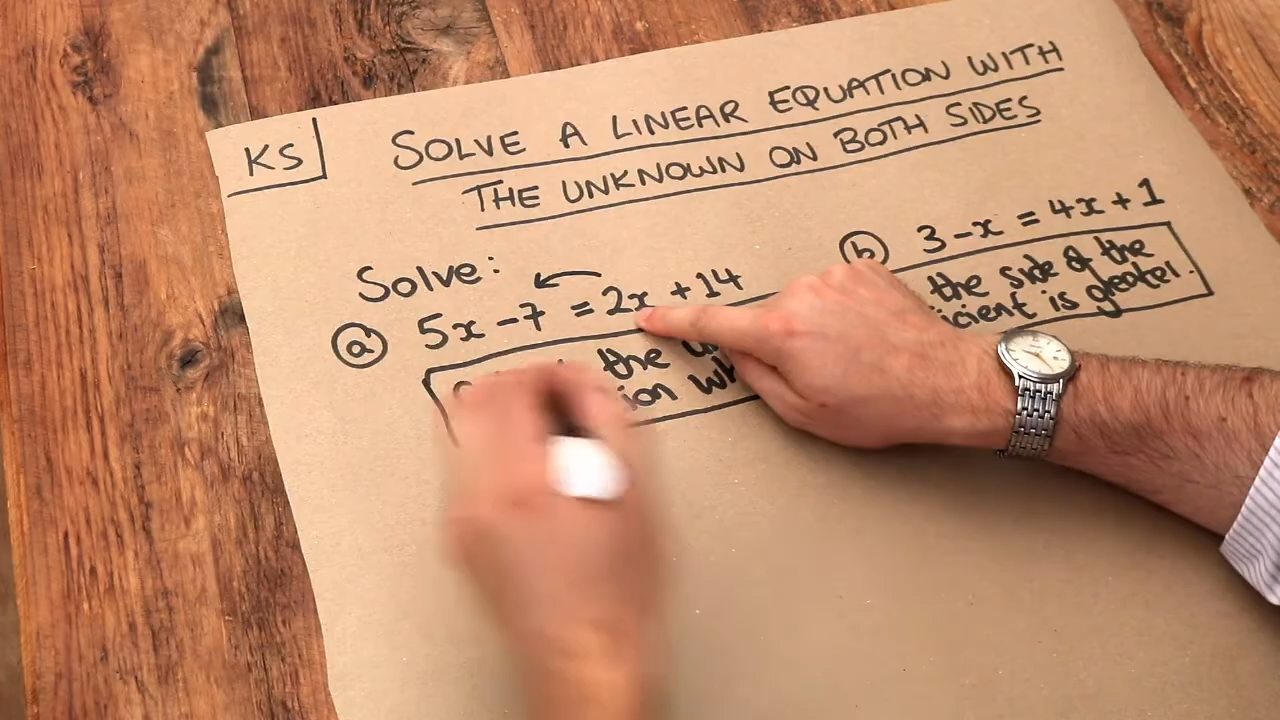 KS
SOLVE A LINEAR EQUATION WITH
THE UNKNOWN ON BOTH SIDES
Solve:
a 5x - 7 = 2x + 14
b 3 - x = 4x + 1
the the side of the
is greater.